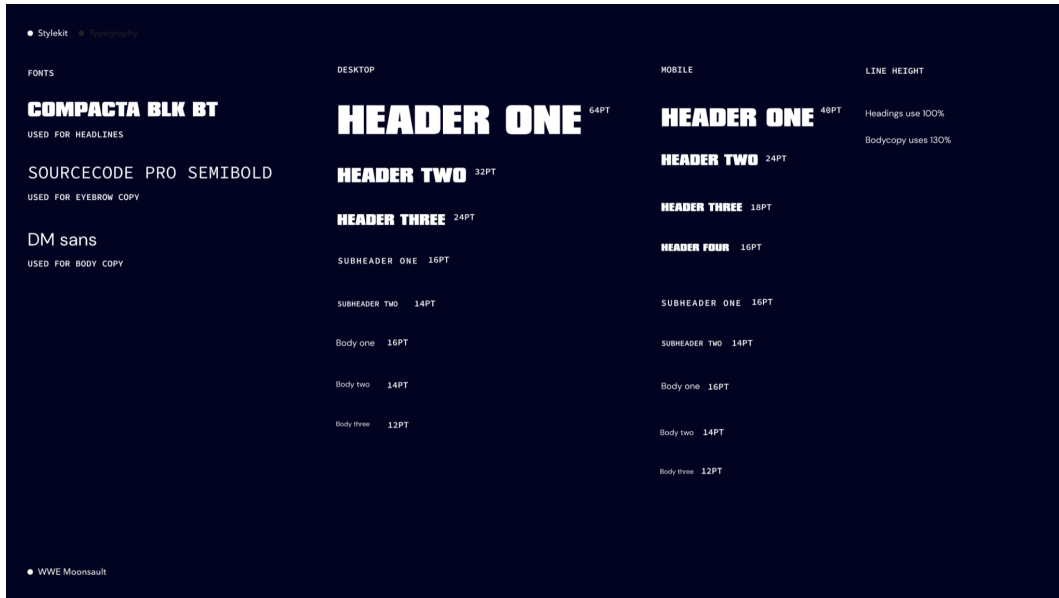 Stylekit
Typography
FONTS
COMPACTA BLK BT
USED FOR HEADLINES
SOURCECODE PRO SEMIBOLD
USED FOR EYEBROW COPY
DM sans
USED FOR BODY COPY
DESKTOP
HEADER ONE 64PT
HEADER TWO 32PT
HEADER THREE 24PT
SUBHEADER ONE 16PT
SUBHEADER TWO 14PT
Body one 16PT
Body two 14PT
Body three 12PT
MOBILE
HEADER ONE 40PT
HEADER TWO 24PT
HEADER THREE 18PT
HEADER FOUR 16PT
SUBHEADER ONE 16PT
SUBHEADER TWO 14PT
Body one 16PT
Body two 14PT
Body three 12PT
LINE HEIGHT
Headings use 100%
Bodycopy uses 130%
WWE Moonsault